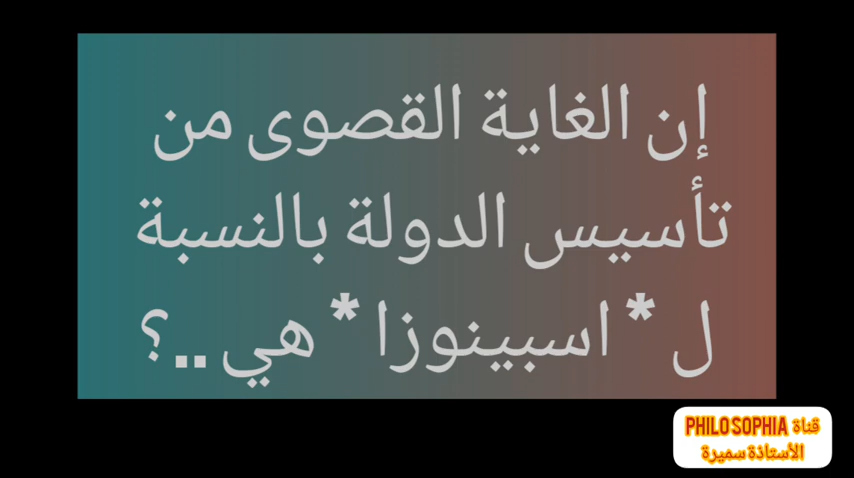 إن الغاية القصوى من
تأسيس الدولة بالنسبة
ل * اسبينوزا * هي ..؟
قناة PHILOSOPHIA
الأستاذة سميرة